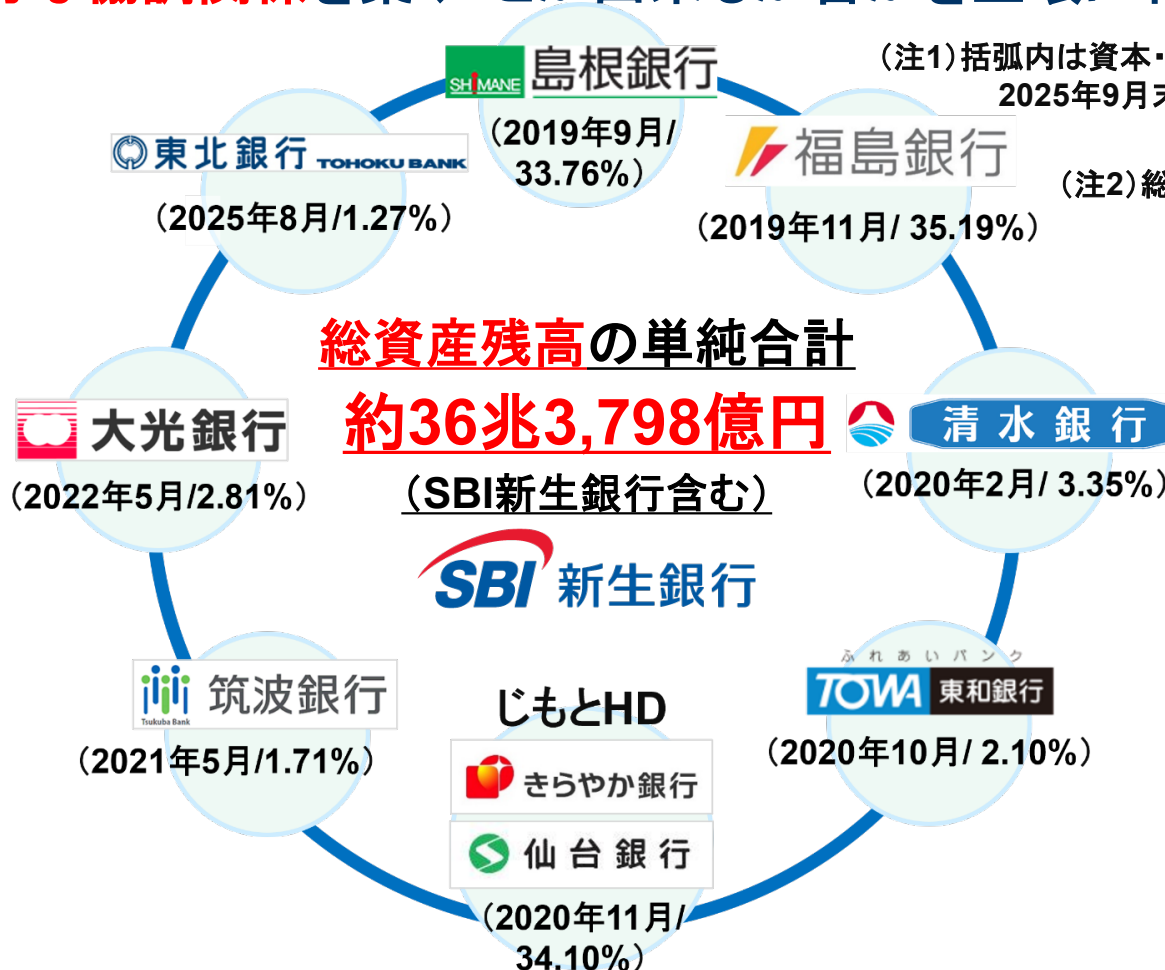 協調関係を築
(注1)括弧内は資本・
2025年9月末
(注2)総
SHIMANE 島根銀行
(2019年9月/
33.76%)
福島銀行
(2019年11月/ 35.19%)
東北銀行 TOHOKU BANK
(2025年8月/1.27%)
総資産残高の単純合計
約36兆3,798億円
(SBI新生銀行含む)
SBI 新生銀行
大光銀行
(2022年5月/2.81%)
清水銀行
(2020年2月/ 3.35%)
筑波銀行
Tsukuba Bank
(2021年5月/1.71%)
じもとHD
きらやか銀行
仙台銀行
(2020年11月/
34.10%)
ふれあいバンク
TOWA 東和銀行
(2020年10月/ 2.10%)